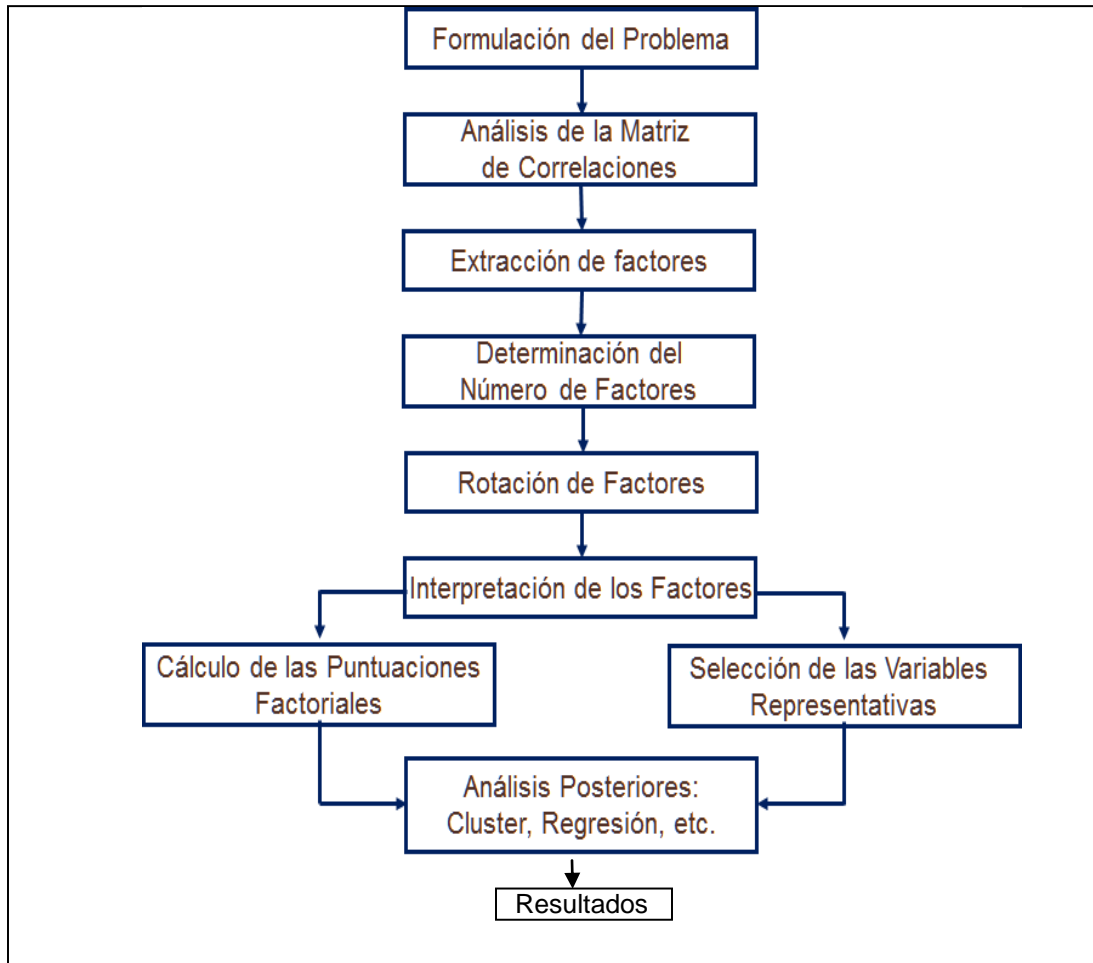 Formulación del Problema
Análisis de la Matriz
de Correlaciones
Extracción de factores
Determinación del
Número de Factores
Rotación de Factores
Interpretación de los Factores
Cálculo de las Puntuaciones
Factoriales
Selección de las Variables
Representativas
Análisis Posteriores:
Cluster, Regresión, etc.
Resultados